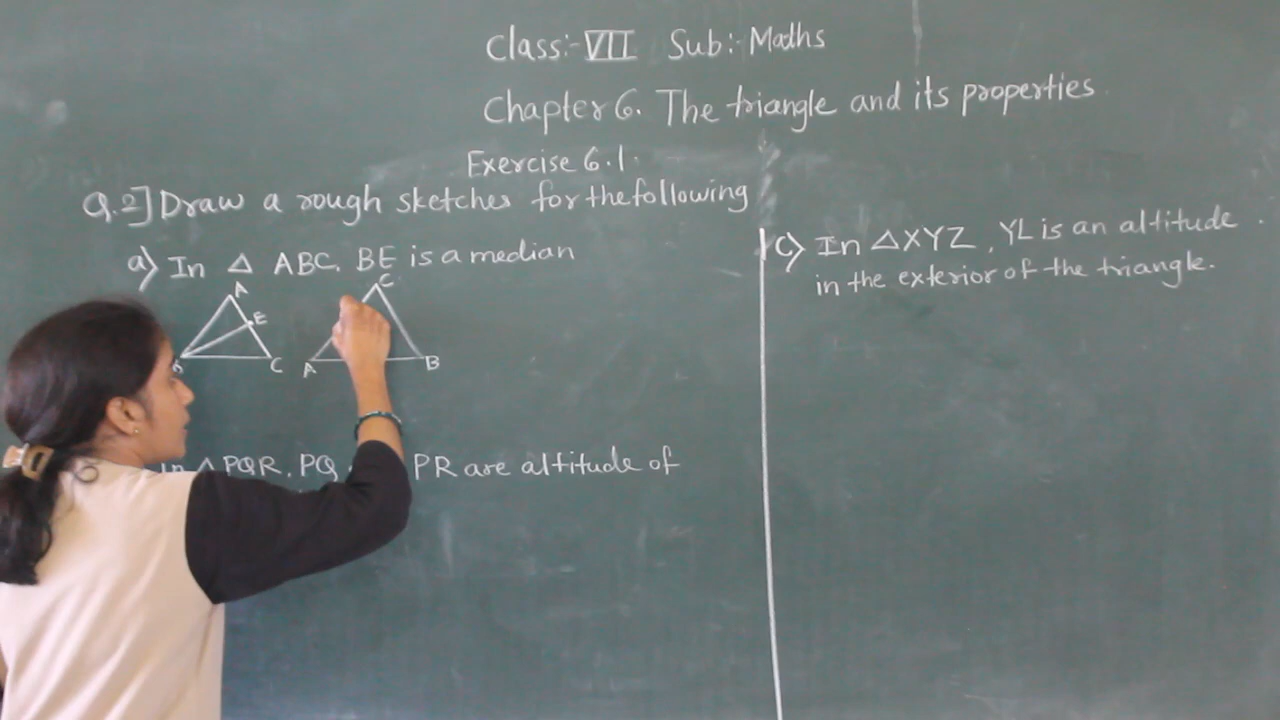 Class:- VII Sub:- Maths
Chapter 6. The triangle and its properties
Exercise 6.1.
Q.2] Draw a rough sketches for the following
a) In △ ABC, BE is a median
A
E
C
C
A
B
In △ PQR, PQ PR are altitude of
c) In △XYZ, YL is an altitude
in the exterior of the triangle.